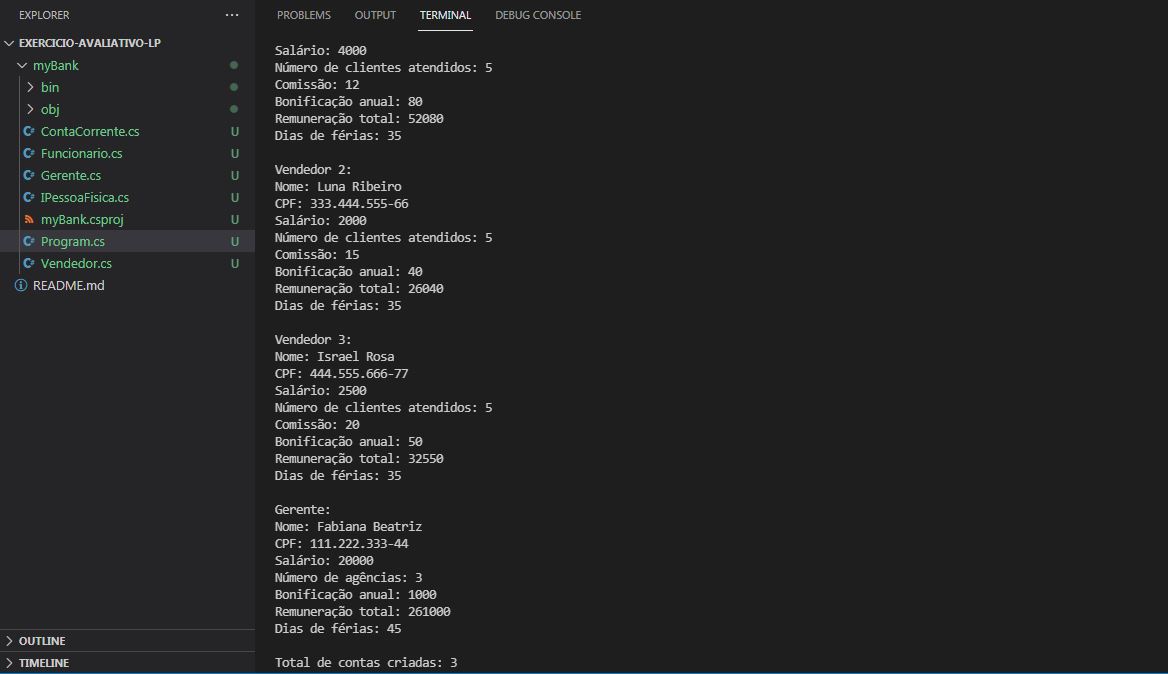 EXPLORER
...
EXERCICIO-AVALIATIVO-LP
myBank
bin
obj
C# ContaCorrente.cs U
C# Funcionario.cs U
C# Gerente.cs U
C# IPessoaFisica.cs U
myBank.csproj U
C# Program.cs U
C# Vendedor.cs U
README.md
OUTLINE
TIMELINE
PROBLEMS OUTPUT TERMINAL DEBUG CONSOLE
Salário: 4000
Número de clientes atendidos: 5
Comissão: 12
Bonificação anual: 80
Remuneração total: 52080
Dias de férias: 35
Vendedor 2:
Nome: Luna Ribeiro
CPF: 333.444.555-66
Salário: 2000
Número de clientes atendidos: 5
Comissão: 15
Bonificação anual: 40
Remuneração total: 26040
Dias de férias: 35
Vendedor 3:
Nome: Israel Rosa
CPF: 444.555.666-77
Salário: 2500
Número de clientes atendidos: 5
Comissão: 20
Bonificação anual: 50
Remuneração total: 32550
Dias de férias: 35
Gerente:
Nome: Fabiana Beatriz
CPF: 111.222.333-44
Salário: 20000
Número de agências: 3
Bonificação anual: 1000
Remuneração total: 261000
Dias de férias: 45
Total de contas criadas: 3